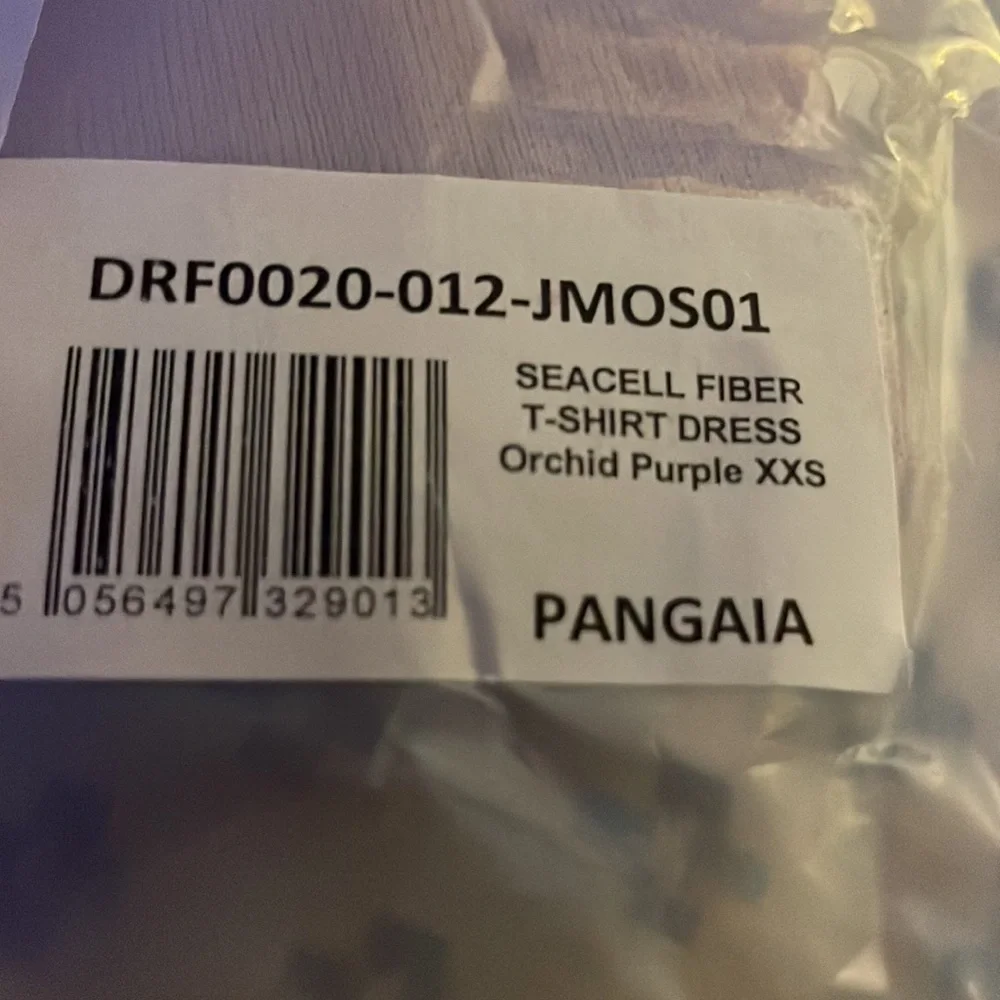 DRF0020-012-JMOS01
SEACELL FIBER
T-SHIRT DRESS
Orchid Purple XXS
5 056497 329013
PANGAIA